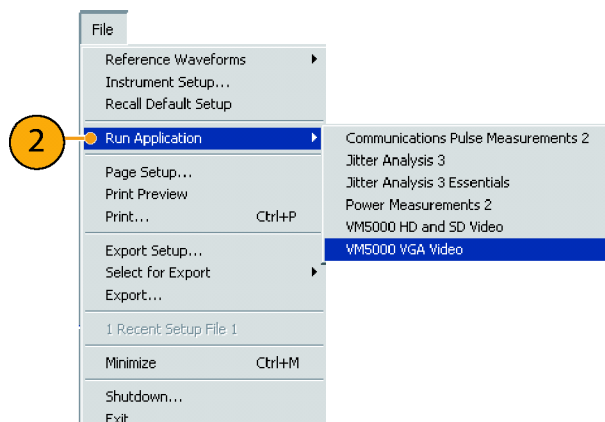 File
Reference Waveforms
Instrument Setup...
Recall Default Setup
2
Run Application
Communications Pulse Measurements 2
Jitter Analysis 3
Jitter Analysis 3 Essentials
Power Measurements 2
VM5000 HD and SD Video
VM5000 VGA Video
Page Setup...
Print Preview
Print... Ctrl+P
Export Setup...
Select for Export
Export...
1 Recent Setup File 1
Minimize Ctrl+M
Shutdown...
Exit